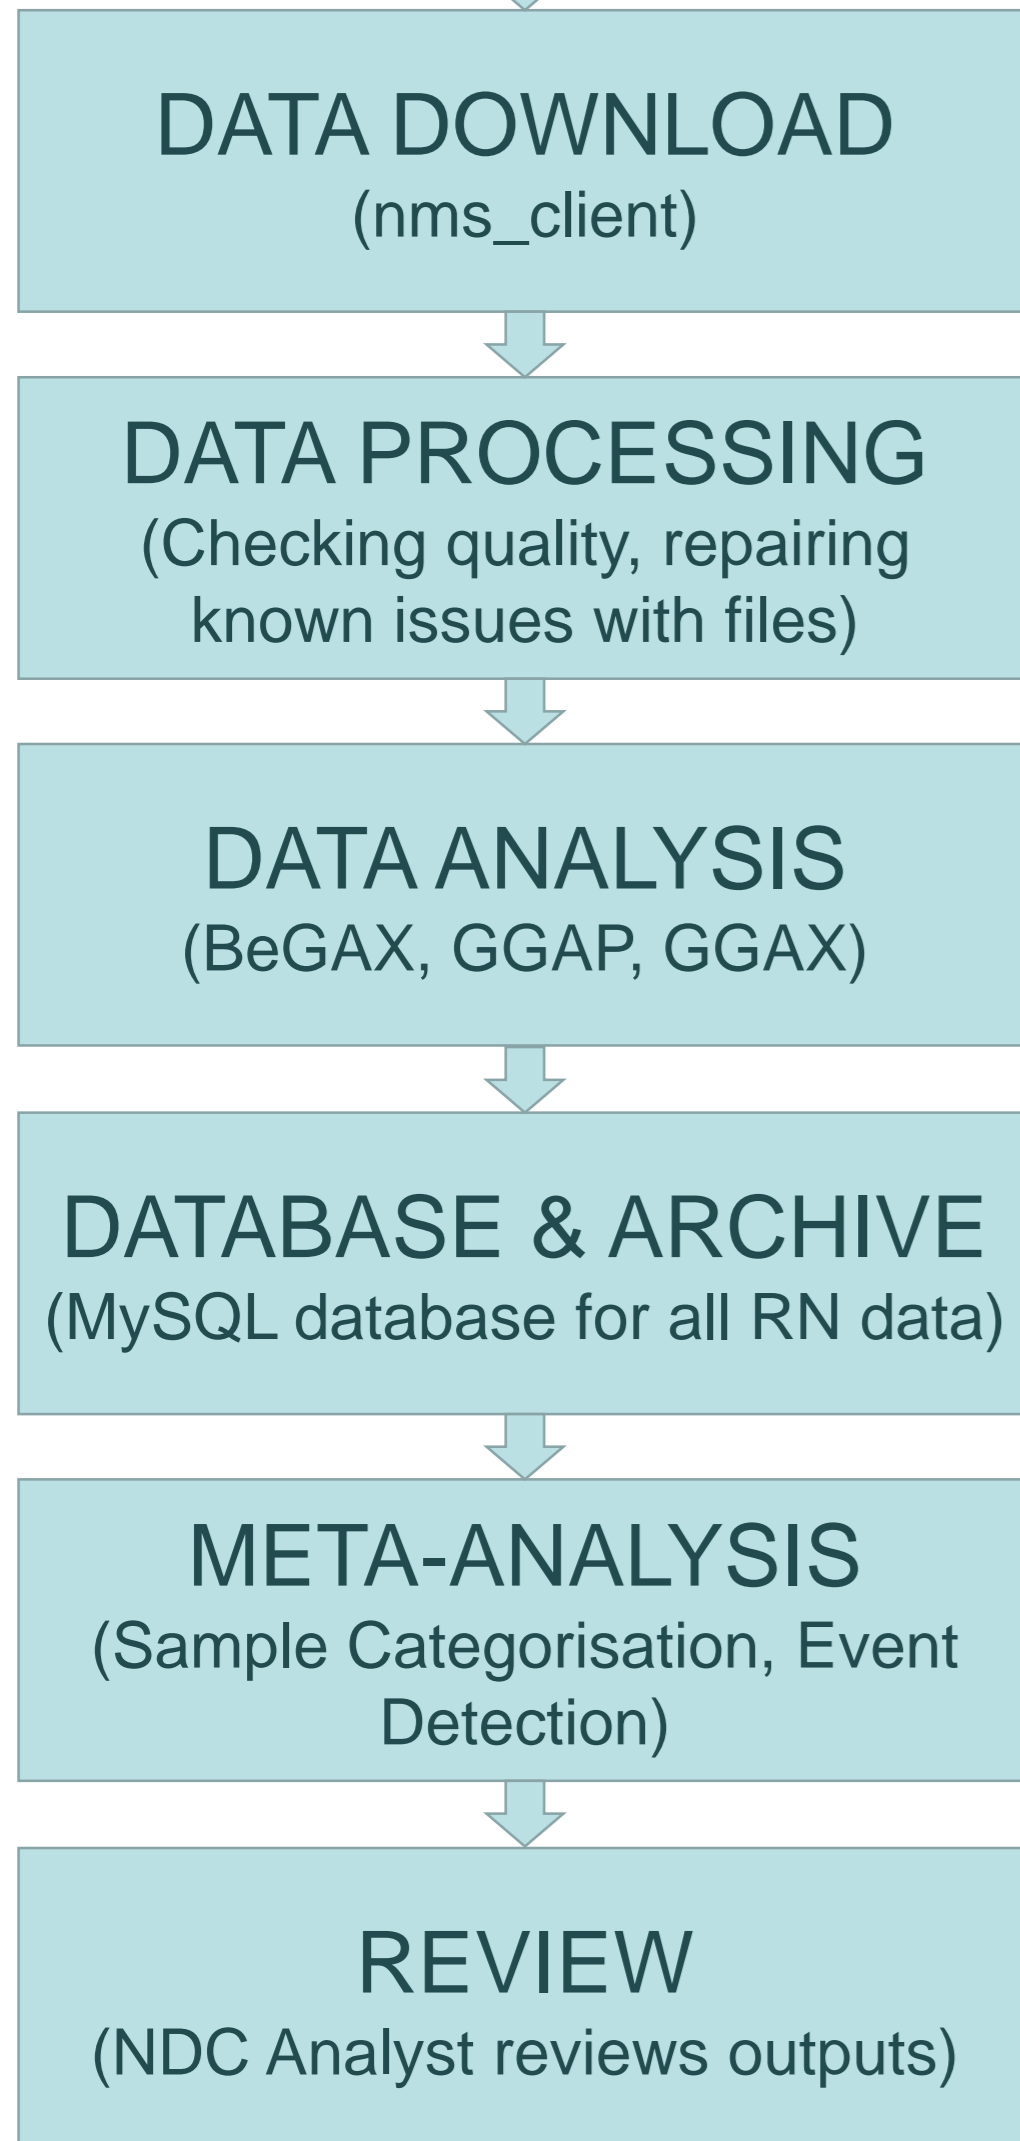 DATA DOWNLOAD
(nms_client)
DATA PROCESSING
(Checking quality, repairing
known issues with files)
DATA ANALYSIS
(BeGAX, GGAP, GGAX)
DATABASE & ARCHIVE
(MySQL database for all RN data)
META-ANALYSIS
(Sample Categorisation, Event
Detection)
REVIEW
(NDC Analyst reviews outputs)